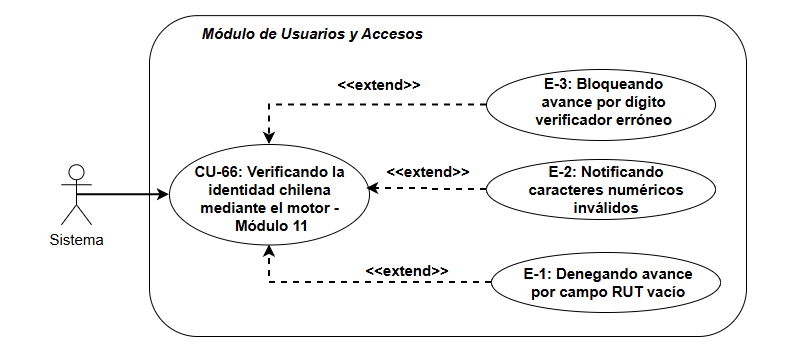 Módulo de Usuarios y Accesos
<<extend>>
E-3: Bloqueando
avance por dígito
verificador erróneo
CU-66: Verificando la
identidad chilena
mediante el motor -
Módulo 11
<<extend>>
E-2: Notificando
caracteres numéricos
inválidos
Sistema
<<extend>>
E-1: Denegando avance
por campo RUT vacío